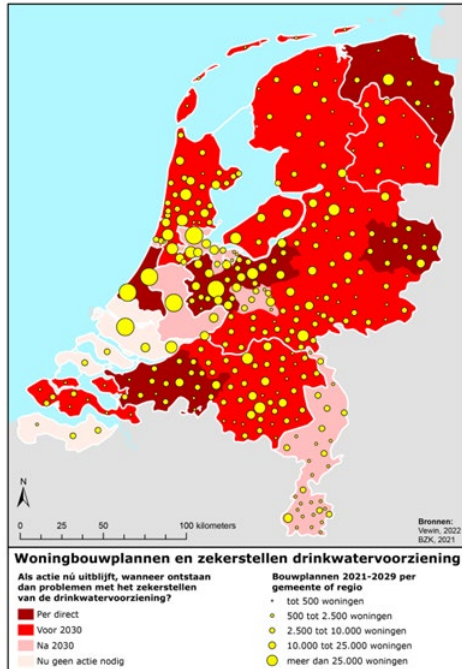 N
0 25 50 100 kilometers
Bronnen:
Vewin, 2022
BZK, 2021
Woningbouwplannen en zekerstellen drinkwatervoorziening
Als actie nú uitblijft, wanneer ontstaan
dan problemen met het zekerstellen
van de drinkwatervoorziening?
Per direct
Voor 2030
Na 2030
Nu geen actie nodig
Bouwplannen 2021-2029 per
gemeente of regio
tot 500 woningen
500 tot 2.500 woningen
2.500 tot 10.000 woningen
10.000 tot 25.000 woningen
meer dan 25.000 woningen